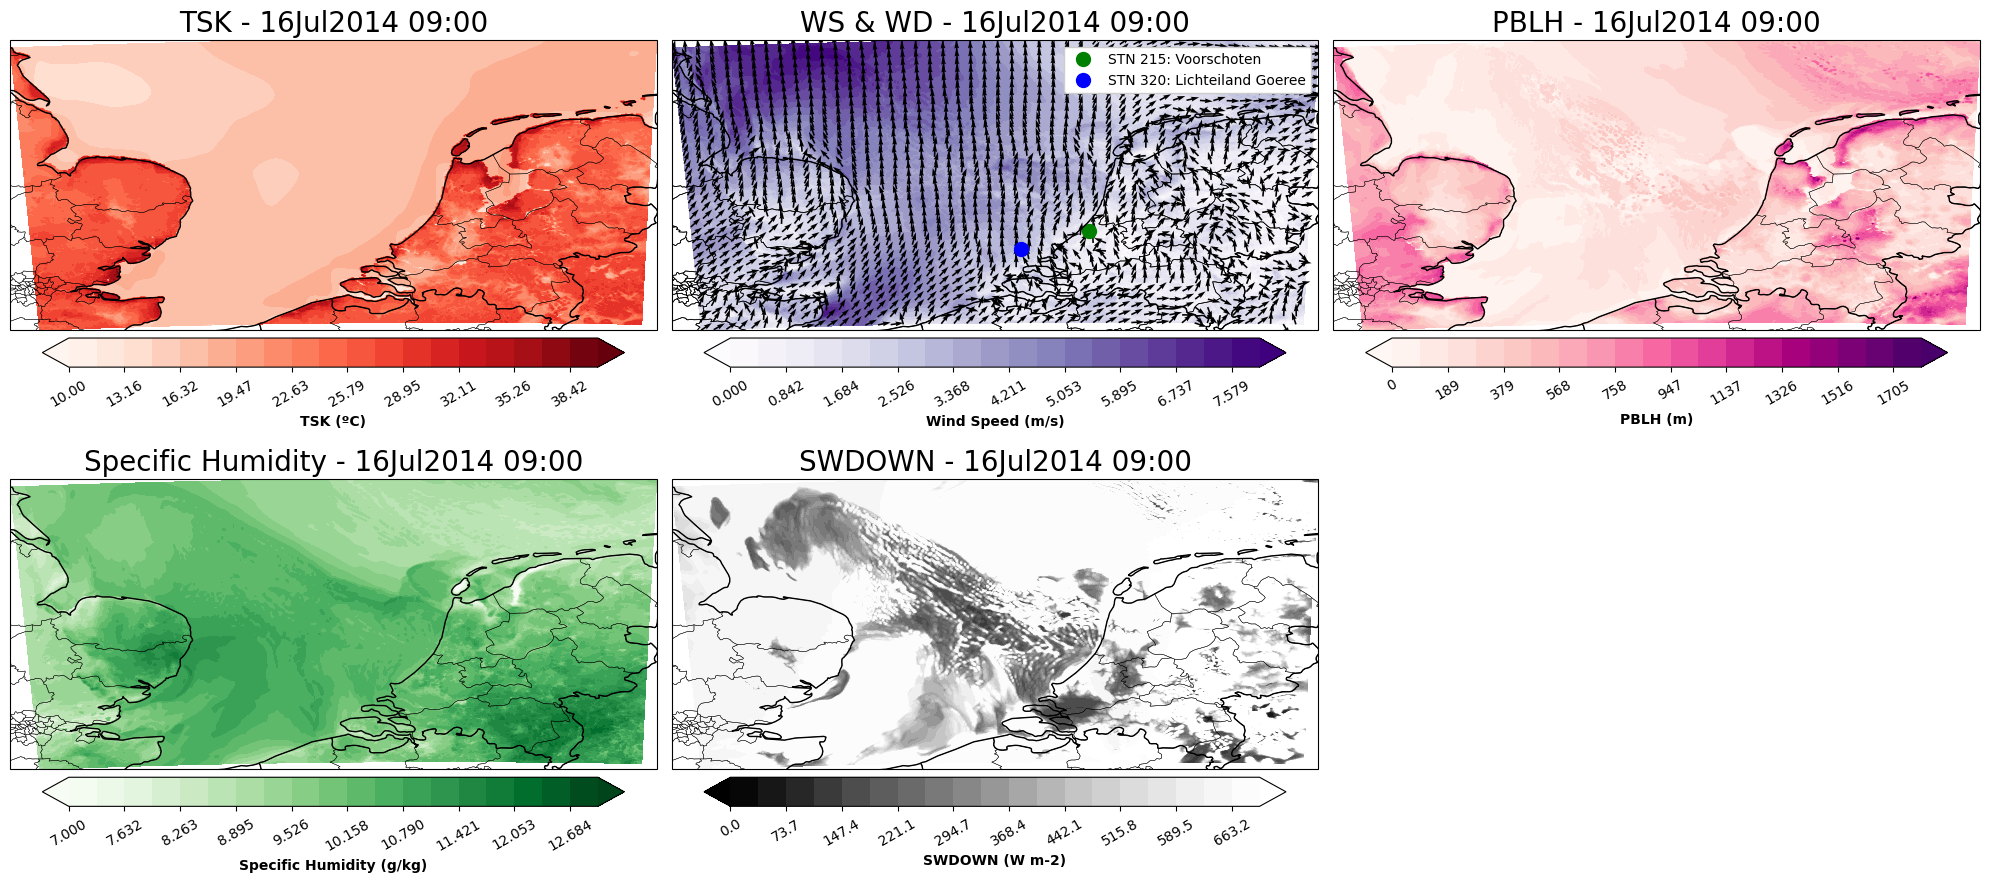 TSK - 16Jul2014 09:00
WS & WD - 16Jul2014 09:00
PBLH - 16Jul2014 09:00
STN 215: Voorschoten
STN 320: Lichteiland Goeree
10.00 13.16 16.32 19.47 22.63 25.79 28.95 32.11 35.26 38.42
TSK (ºC)
0.000 0.842 1.684 2.526 3.368 4.211 5.053 5.895 6.737 7.579
Wind Speed (m/s)
0 189 379 568 758 947 1137 1326 1516 1705
PBLH (m)
Specific Humidity - 16Jul2014 09:00
SWDOWN - 16Jul2014 09:00
7.000 7.632 8.263 8.895 9.526 10.158 10.790 11.421 12.053 12.684
Specific Humidity (g/kg)
0.0 73.7 147.4 221.1 294.7 368.4 442.1 515.8 589.5 663.2
SWDOWN (W m-2)